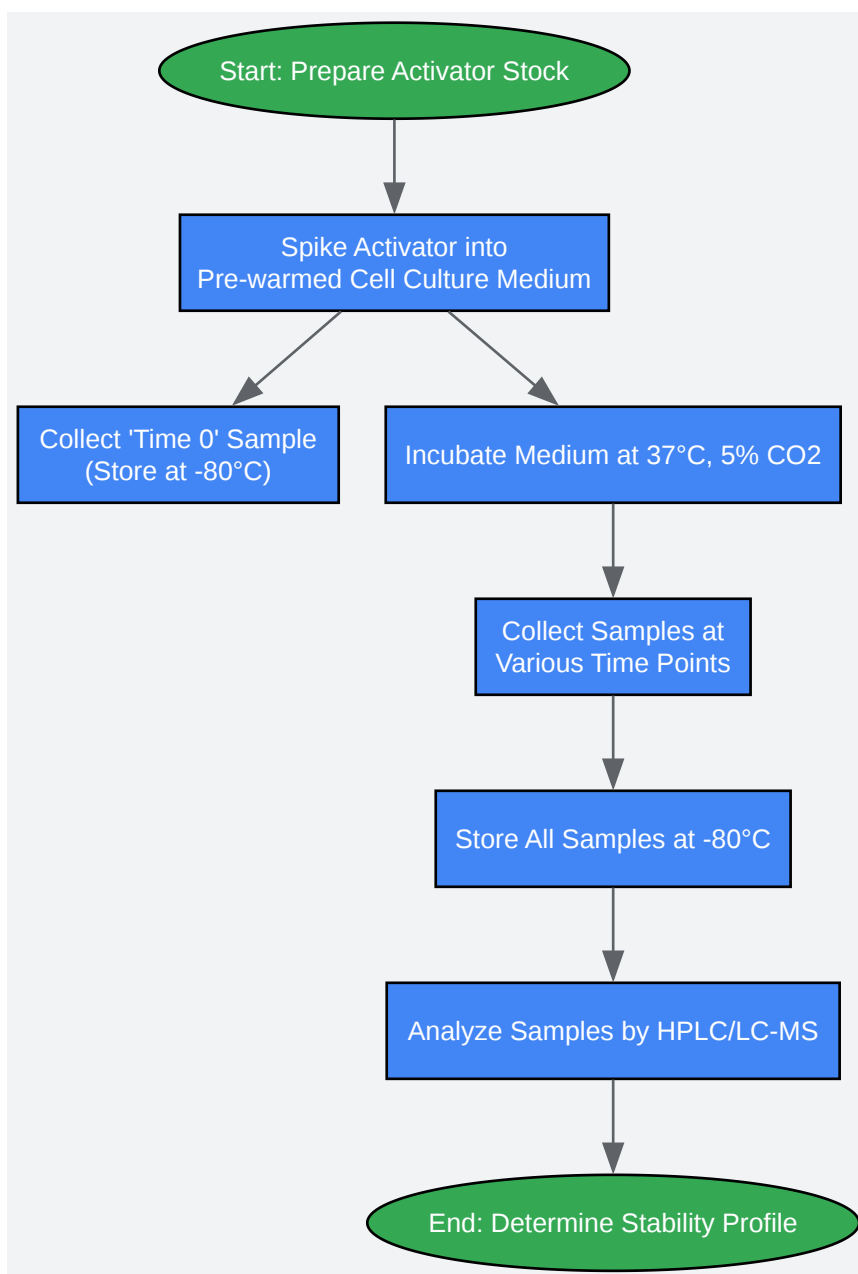 Start: Prepare Activator Stock
Spike Activator into
Pre-warmed Cell Culture Medium
Collect 'Time 0' Sample
(Store at -80°C)
Incubate Medium at 37°C, 5% CO2
Collect Samples at
Various Time Points
Store All Samples at -80°C
Analyze Samples by HPLC/LC-MS
End: Determine Stability Profile